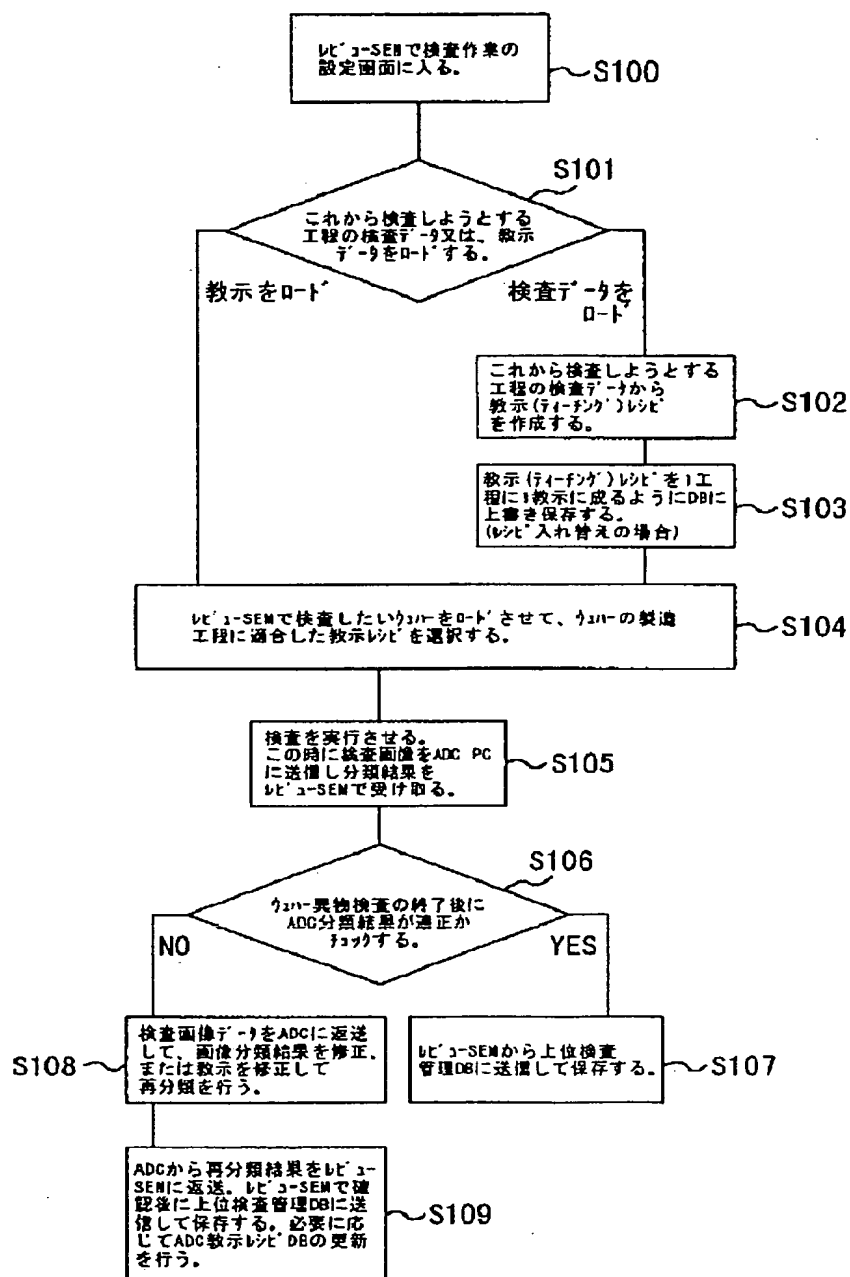 ﾚﾋﾞｭｰSEMで検査作業の
設定画面に入る。
S100
S101
これから検査しようとする
工程の検査ﾃﾞｰﾀ又は、教示
ﾃﾞｰﾀをﾛｰﾄﾞする。
教示をﾛｰﾄﾞ
検査ﾃﾞｰﾀを
ﾛｰﾄﾞ
これから検査しようとする
工程の検査ﾃﾞｰﾀから
教示(ﾃｨｰﾁﾝｸﾞ)ﾚｼﾋﾟ
を作成する。
S102
教示(ﾃｨｰﾁﾝｸﾞ)ﾚｼﾋﾟを1工
程に1教示に成るようにDBに
上書き保存する。
(ﾚｼﾋﾟ入れ替えの場合)
S103
ﾚﾋﾞｭｰSEMで検査したいｳｪﾊｰをﾛｰﾄﾞさせて、ｳｪﾊｰの製造
工程に適合した教示ﾚｼﾋﾟを選択する。
S104
検査を実行させる。
この時に検査画像をADC PC
に送信し分類結果を
ﾚﾋﾞｭｰSEMで受け取る。
S105
S106
ｳｪﾊｰ異物検査の終了後に
ADC分類結果が適正か
ﾁｪｯｸする。
NO
YES
検査画像ﾃﾞｰﾀをADCに返送
して、画像分類結果を修正、
または教示を修正して
再分類を行う。
S108
ﾚﾋﾞｭｰSEMから上位検査
管理DBに送信して保存する。
S107
ADCから再分類結果をﾚﾋﾞｭｰ
SEMに返送。ﾚﾋﾞｭｰSEMで確
認後に上位検査管理DBに送
信して保存する。必要に応
じてADC教示ﾚｼﾋﾟDBの更新
を行う。
S109